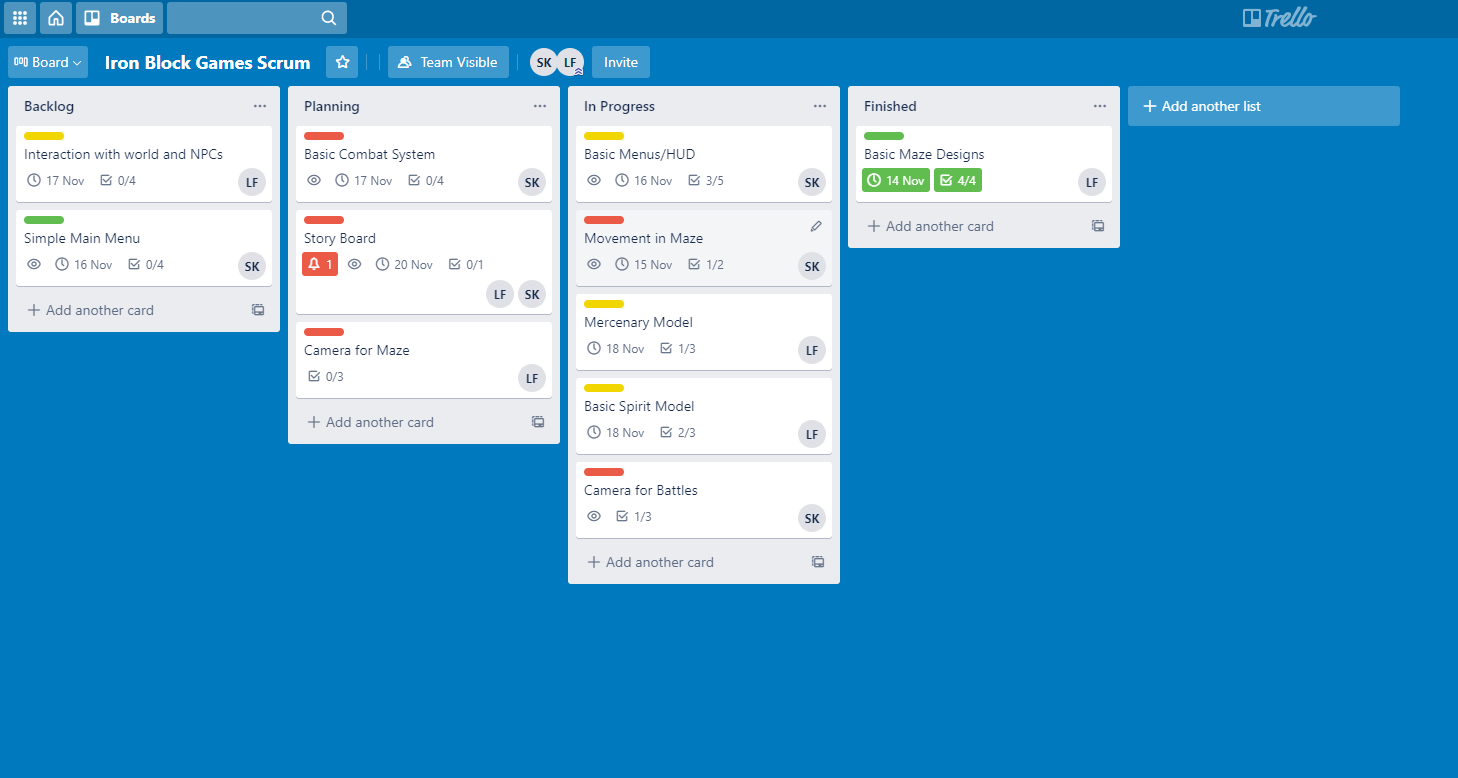 Boards
Trello
Board
Iron Block Games Scrum
Team Visible
SK
LF
Invite
Backlog
Interaction with world and NPCs
17 Nov 0/4
LF
Simple Main Menu
16 Nov 0/4
SK
Add another card
Planning
Basic Combat System
17 Nov 0/4
SK
Story Board
1 20 Nov 0/1
LF SK
Camera for Maze
0/3
LF
Add another card
In Progress
Basic Menus/HUD
16 Nov 3/5
SK
Movement in Maze
15 Nov 1/2
SK
Mercenary Model
18 Nov 1/3
LF
Basic Spirit Model
18 Nov 2/3
LF
Camera for Battles
1/3
SK
Add another card
Finished
Basic Maze Designs
14 Nov 4/4
LF
Add another card
Add another list